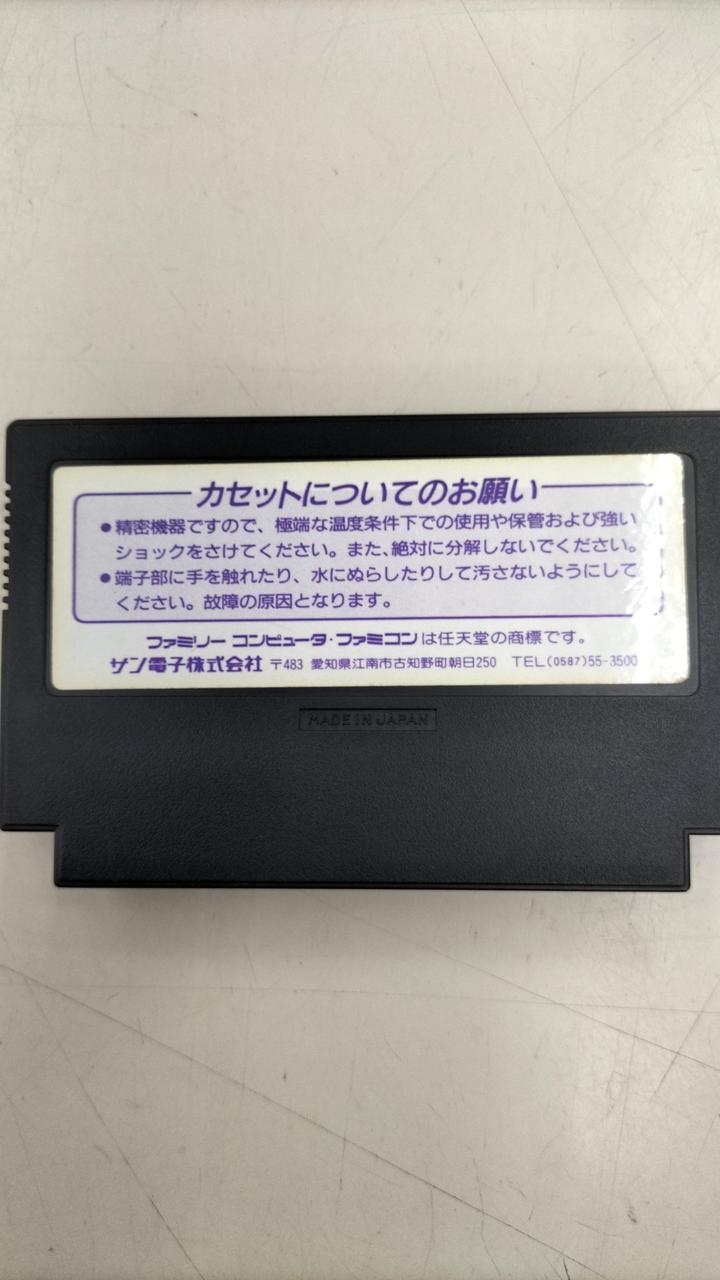 カセットについてのお願い
●精密機器ですので、極端な温度条件下での使用や保管および強い
ショックをさけてください。また、絶対に分解しないでください。
●端子部に手を触れたり、水にぬらしたりして汚さないようにして
ください。故障の原因となります。
ファミリー コンピュータ・ファミコンは任天堂の商標です。
サン電子株式会社 〒483 愛知県江南市古知野町朝日250 TEL(0587)55-3500
MADE IN JAPAN